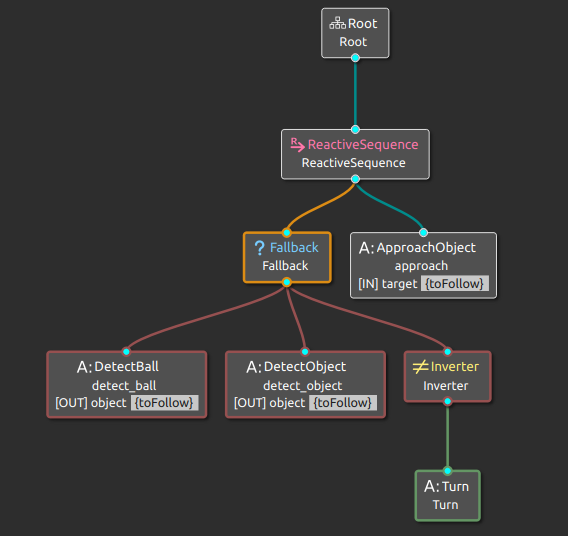 Root
Root
R ReactiveSequence
ReactiveSequence
? Fallback
Fallback
A: ApproachObject
approach
[IN] target {toFollow}
A: DetectBall
detect_ball
[OUT] object {toFollow}
A: DetectObject
detect_object
[OUT] object {toFollow}
≠ Inverter
Inverter
A: Turn
Turn